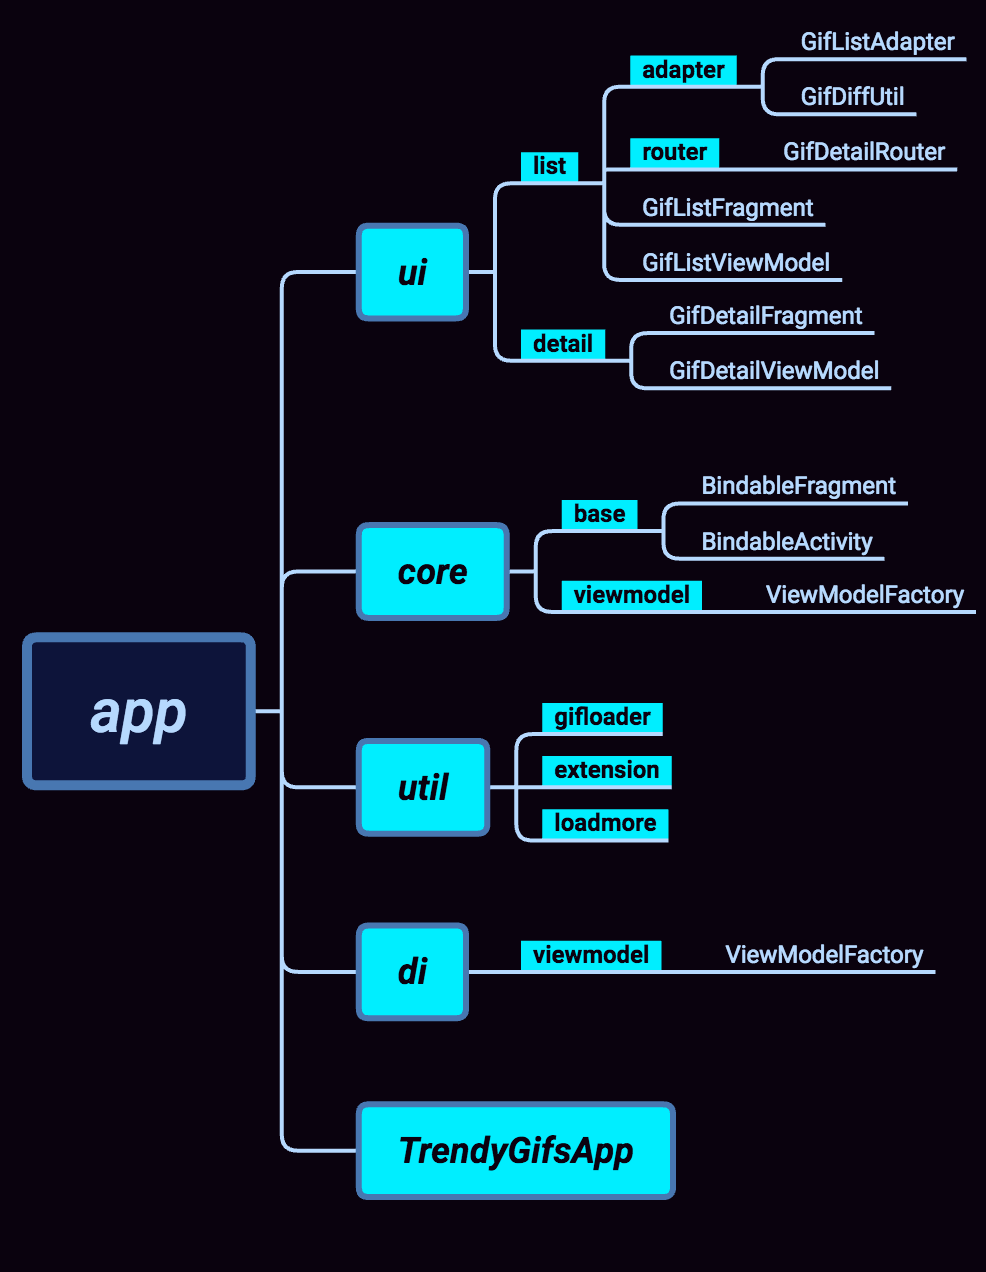 app
ui
list
adapter
GifListAdapter
GifDiffUtil
router
GifDetailRouter
GifListFragment
GifListViewModel
detail
GifDetailFragment
GifDetailViewModel
core
base
BindableFragment
BindableActivity
viewmodel
ViewModelFactory
util
gifloader
extension
loadmore
di
viewmodel
ViewModelFactory
TrendyGifsApp